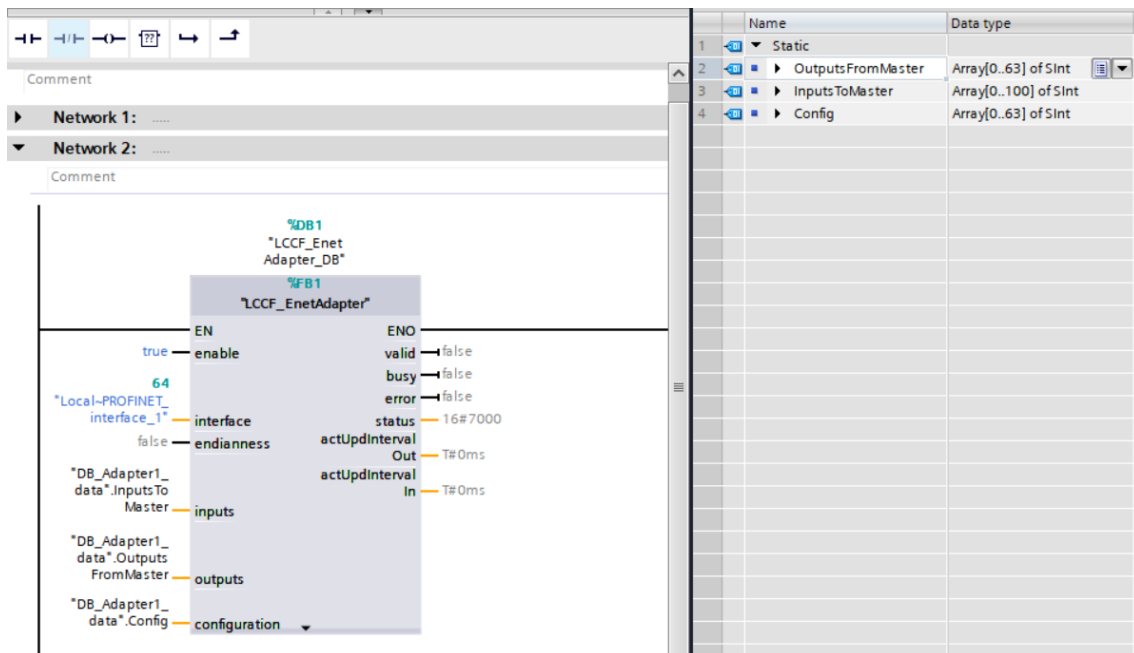 ??
Comment
Network 1: .....
Network 2: .....
Comment
%DB1
"LCCF_Enet
Adapter_DB"
%FB1
"LCCF_EnetAdapter"
EN
ENO
true
enable
valid
false
busy
false
64
"Local~PROFINET_
interface_1"
interface
error
false
status
16#7000
false
endianness
actUpdInterval
Out
T#0ms
"DB_Adapter1_
data".InputsTo
Master
inputs
actUpdInterval
In
T#0ms
"DB_Adapter1_
data".Outputs
FromMaster
outputs
"DB_Adapter1_
data".Config
configuration
Name Data type
1 Static
2 OutputsFromMaster Array[0..63] of SInt
3 InputsToMaster Array[0..100] of SInt
4 Config Array[0..63] of SInt